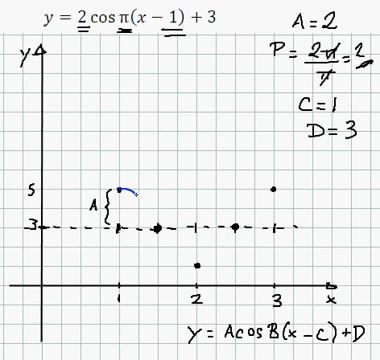 y = 2 cos π(x − 1) + 3
A = 2
P = 2π/π = 2
C = 1
D = 3
y
5
A
3
1 2 3 x
y = A cos B(x − C) + D